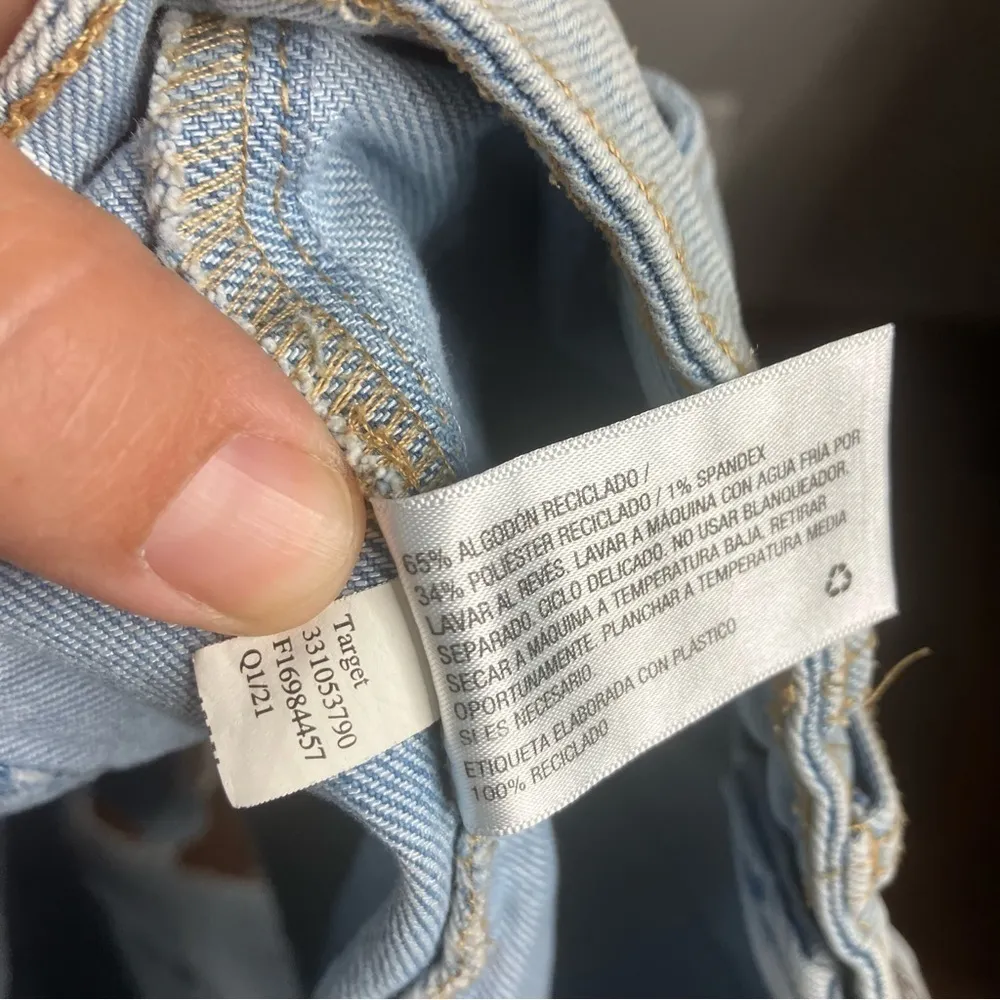 65% ALGODÓN RECICLADO /
34% POLIÉSTER RECICLADO / 1% SPANDEX
LAVAR AL REVÉS. LAVAR A MÁQUINA CON AGUA FRÍA POR
SEPARADO. CICLO DELICADO. NO USAR BLANQUEADOR.
SECAR A MÁQUINA A TEMPERATURA BAJA. RETIRAR
OPORTUNAMENTE. PLANCHAR A TEMPERATURA MEDIA
SI ES NECESARIO
ETIQUETA ELABORADA CON PLÁSTICO
100% RECICLADO
Target
331053790
F16984457
Q1/21